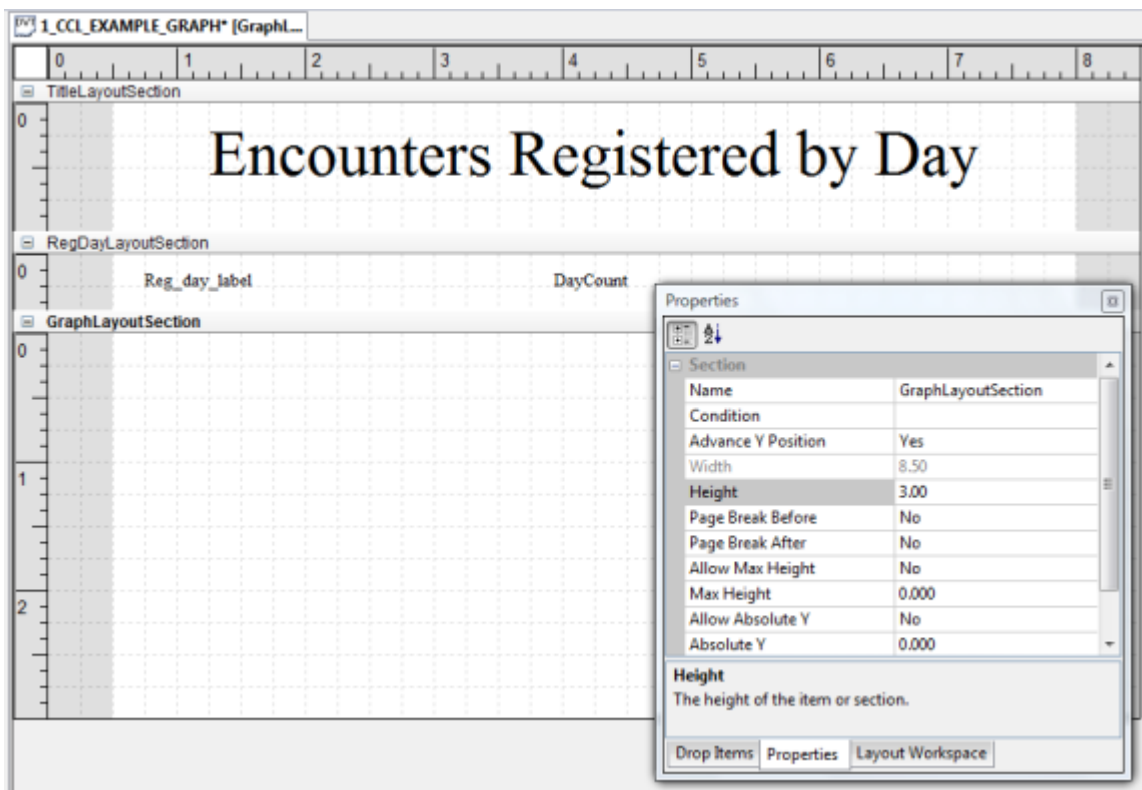 1_CCL_EXAMPLE_GRAPH* [GraphL...
0 1 2 3 4 5 6 7 8
TitleLayoutSection
0
Encounters Registered by Day
RegDayLayoutSection
0
Reg_day_label DayCount
Properties
GraphLayoutSection
Section
0
Name GraphLayoutSection
Condition
Advance Y Position Yes
Width 8.50
1
Height 3.00
Page Break Before No
Page Break After No
Allow Max Height No
Max Height 0.000
2
Allow Absolute Y No
Absolute Y 0.000
Height
The height of the item or section.
Drop Items Properties Layout Workspace